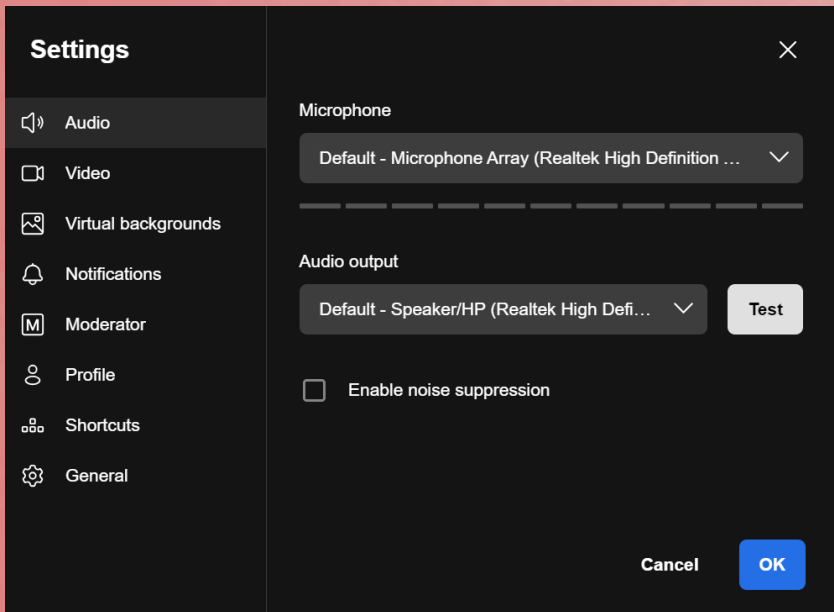 Settings
Audio
Video
Virtual backgrounds
Notifications
M Moderator
Profile
Shortcuts
General
Microphone
Default - Microphone Array (Realtek High Definition ...
Audio output
Default - Speaker/HP (Realtek High Defi...
Test
Enable noise suppression
Cancel
OK